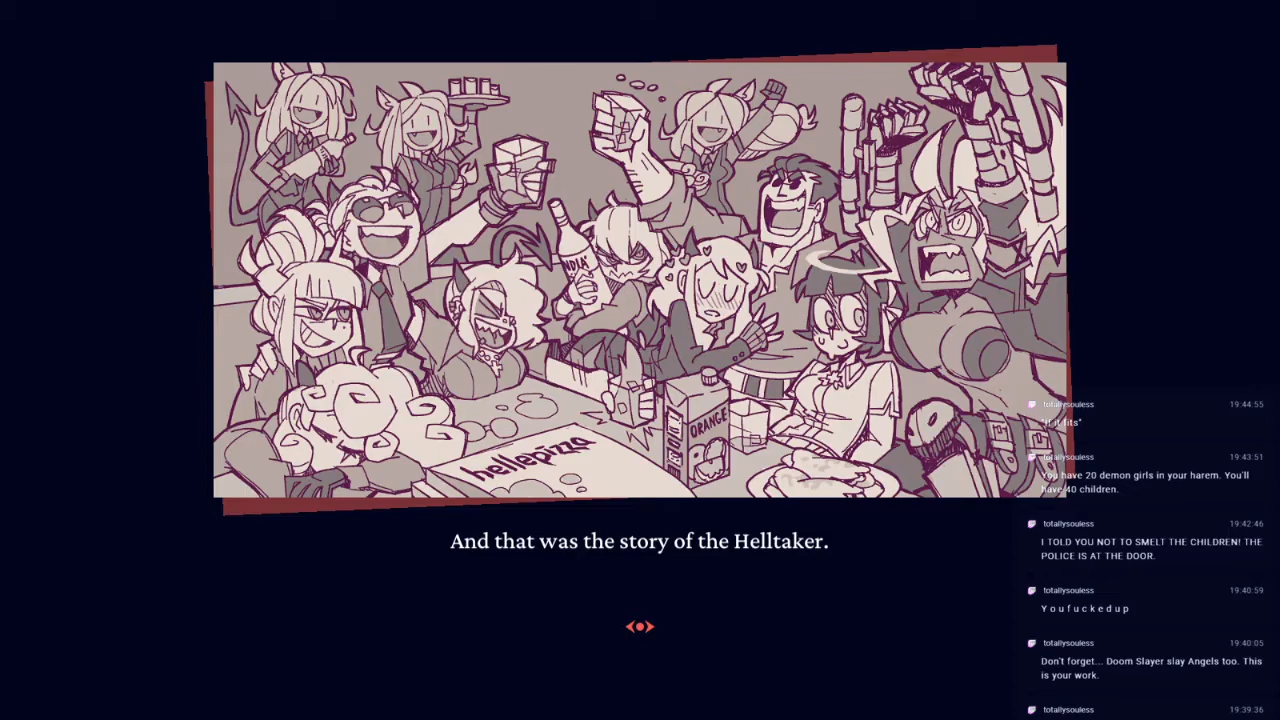 NDIA
ORANGE
hellepizza
And that was the story of the Helltaker.
totallysouless 19:44:55
"If it fits"
totallysouless 19:43:51
You have 20 demon girls in your harem. You'll
have 40 children.
totallysouless 19:42:46
I TOLD YOU NOT TO SMELT THE CHILDREN! THE
POLICE IS AT THE DOOR.
totallysouless 19:40:59
Y o u f u c k e d u p
totallysouless 19:40:05
Don't forget... Doom Slayer slay Angels too. This
is your work.
totallysouless 19:39:36